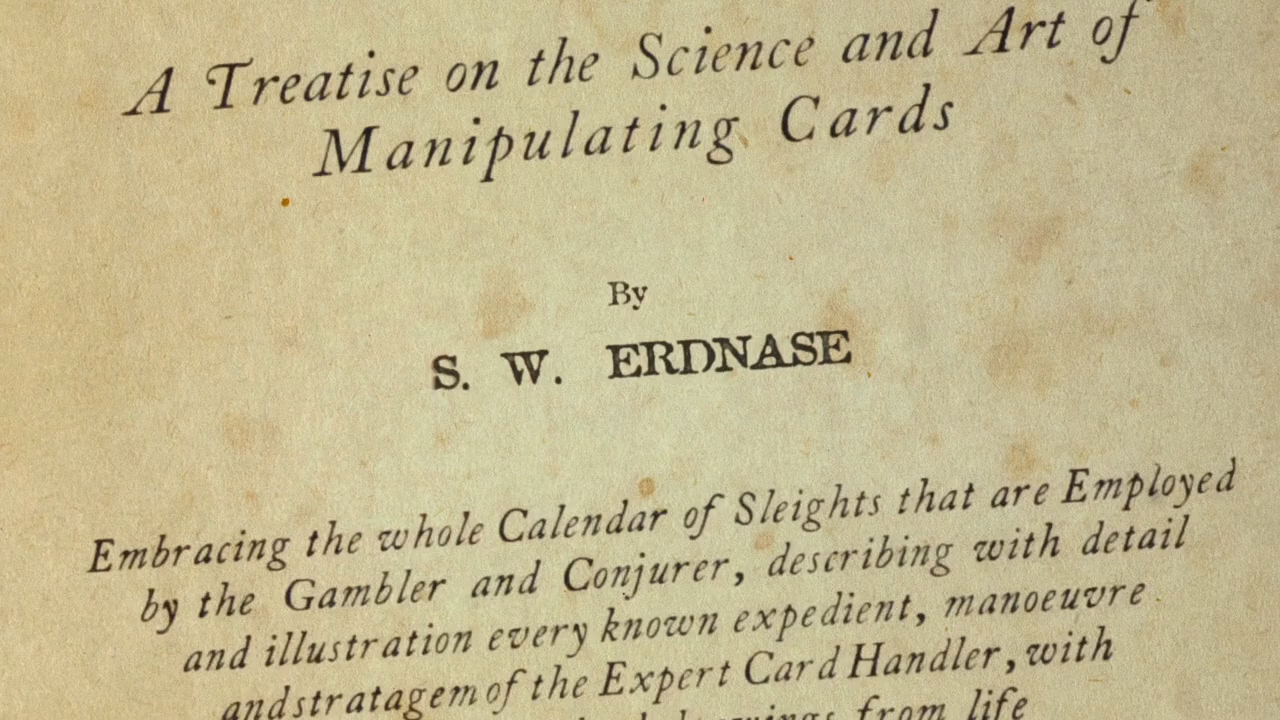 A Treatise on the Science and Art of
Manipulating Cards
By
S. W. ERDNASE
Embracing the whole Calendar of Sleights that are Employed
by the Gambler and Conjurer, describing with detail
and illustration every known expedient, manoeuvre
and stratagem of the Expert Card Handler, with
from life